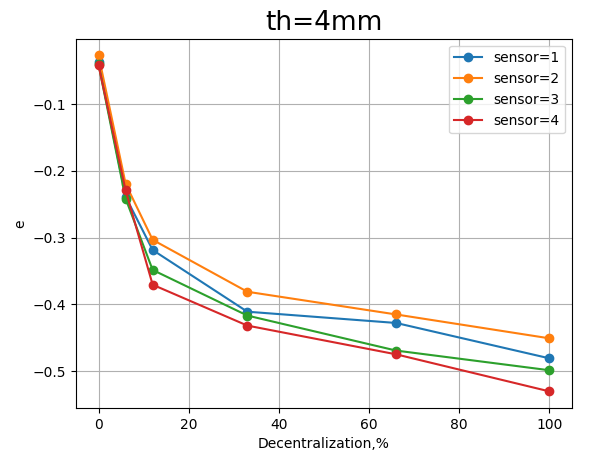 th=4mm
sensor=1
sensor=2
sensor=3
sensor=4
−0.1
−0.2
−0.3
−0.4
−0.5
e
0 20 40 60 80 100
Decentralization,%